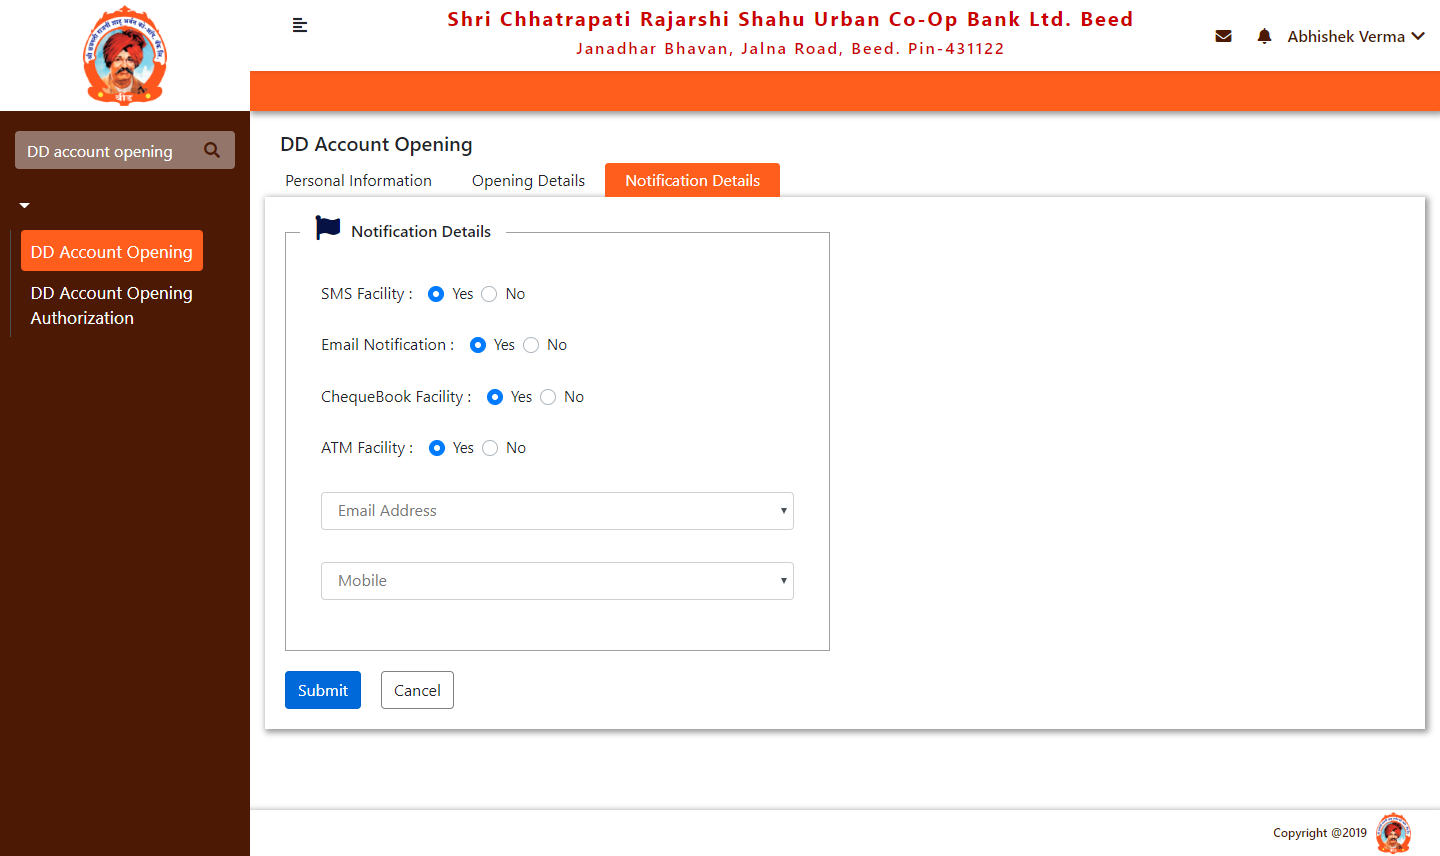 Shri Chhatrapati Rajarshi Shahu Urban Co-Op Bank Ltd. Beed
Janadhar Bhavan, Jalna Road, Beed. Pin-431122
Abhishek Verma
बीड
DD account opening
DD Account Opening
DD Account Opening
Authorization
DD Account Opening
Personal Information
Opening Details
Notification Details
Notification Details
SMS Facility : Yes No
Email Notification : Yes No
ChequeBook Facility : Yes No
ATM Facility : Yes No
Email Address
Mobile
Submit
Cancel
Copyright @2019